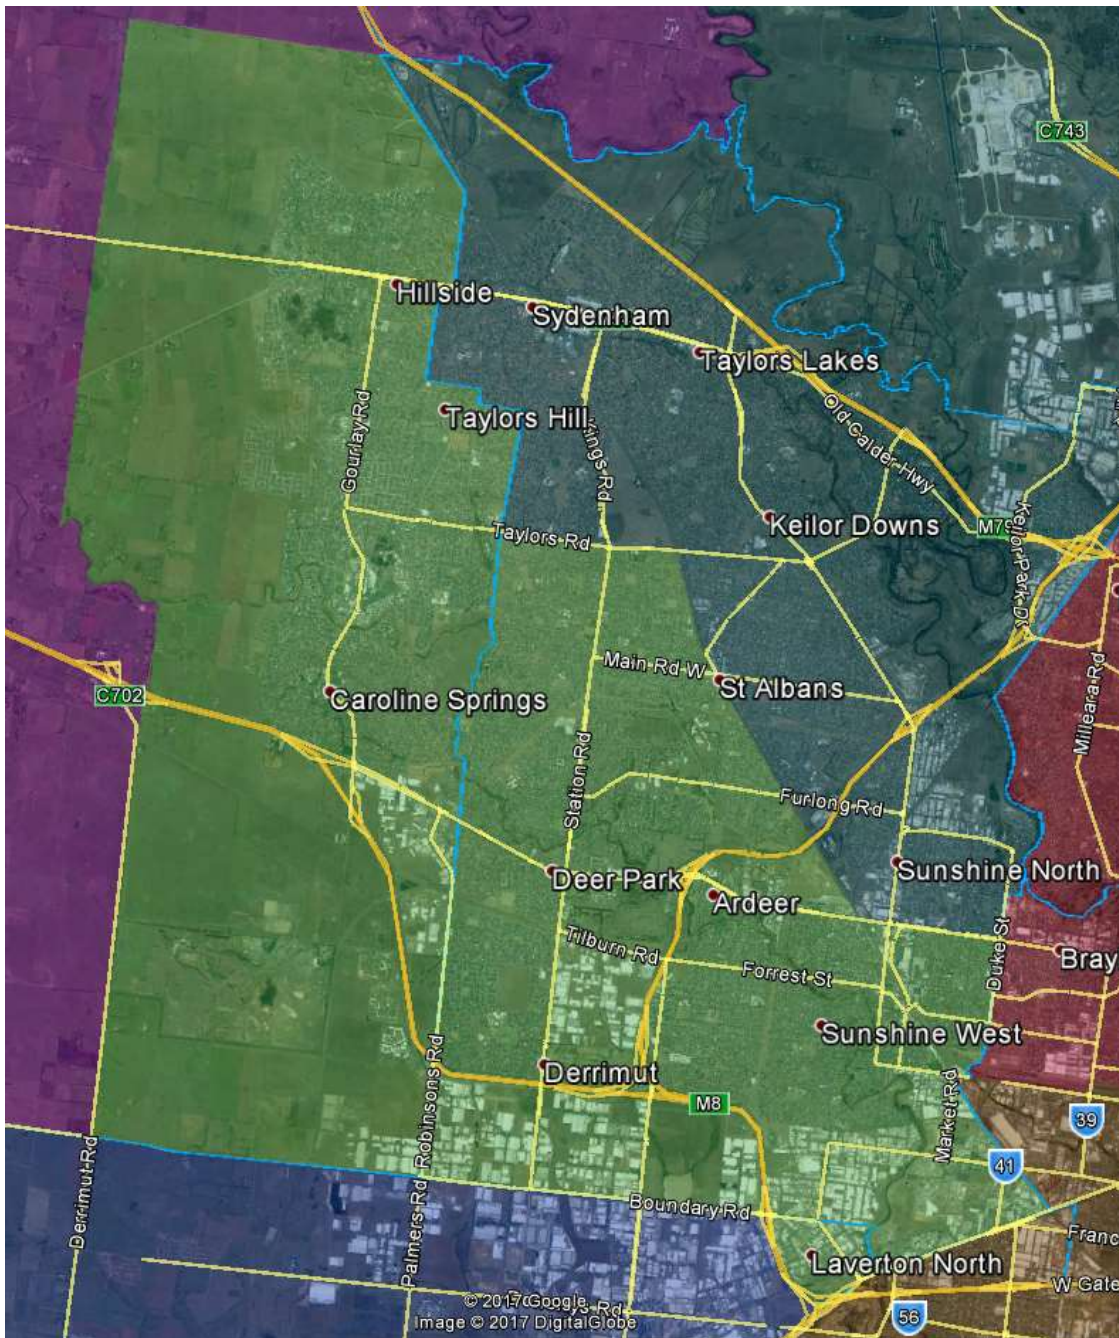 C743
Hillside
Sydenham
Taylors Lakes
Old Calder Hwy
Taylors Hill
Kings Rd
Gourlay Rd
Keilor Downs
Keilor Park Dr
Taylors Rd
Main Rd W
St Albans
Milleara Rd
C702
Caroline Springs
Station Rd
Furlong Rd
Deer Park
Sunshine North
Ardeer
Duke St
Tilburn Rd
Forrest St
Bray
Sunshine West
Derrimut
M8
Market Rd
39
41
Robinsons Rd
Derrimut Rd
Palmers Rd
Boundary Rd
Franc
Laverton North
W Gate
56
© 2017 Google
Image © 2017 DigitalGlobe